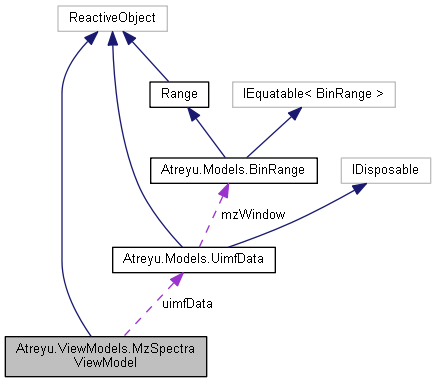 ReactiveObject
Range
IEquatable< BinRange >
Atreyu.Models.BinRange
IDisposable
mzWindow
Atreyu.Models.UimfData
uimfData
Atreyu.ViewModels.MzSpectra
ViewModel